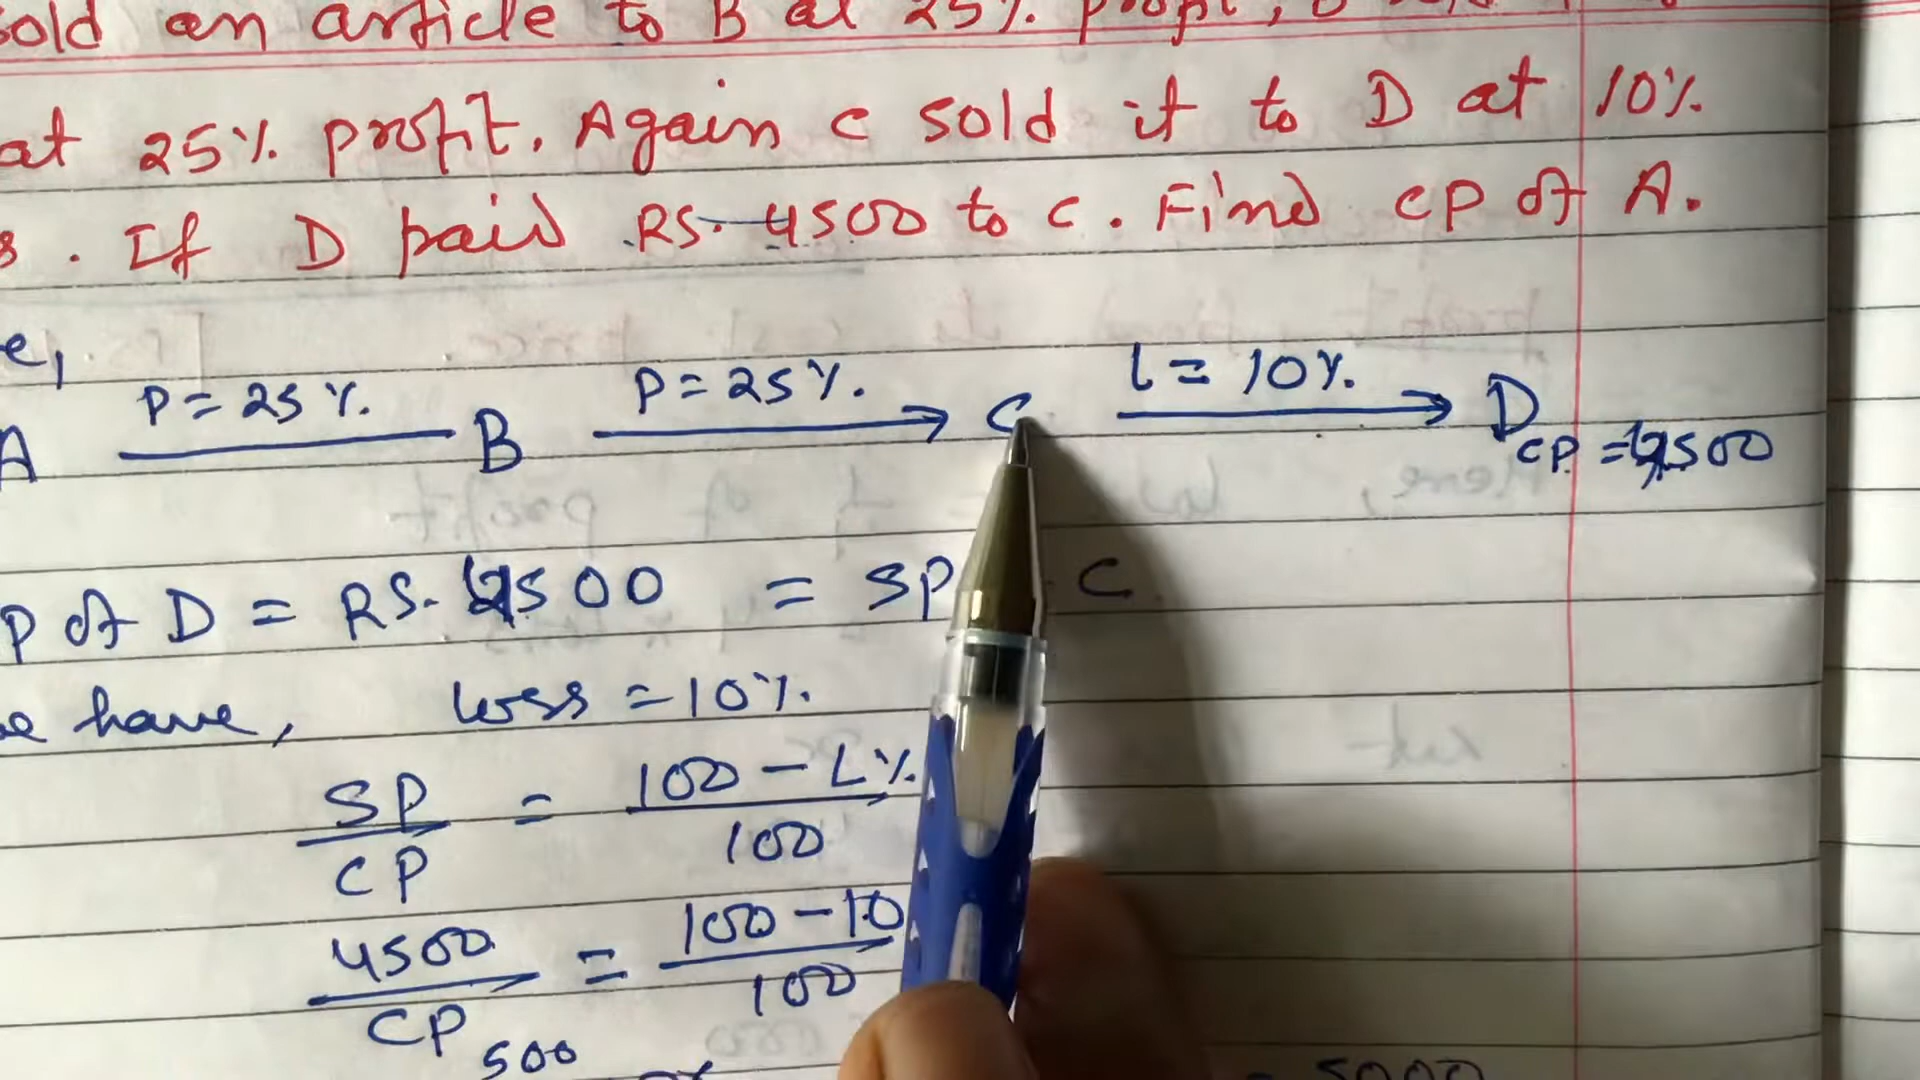 sold an article to B at 25%. profit, B
at 25%. profit. Again C sold it to D at 10%.
. If D paid RS. 4500 to C. Find CP of A.
e,
A P = 25%. B P = 25%. C L = 10%. D
CP = 4500
P of D = RS. 4500 = SP C
e have, loss = 10%.
SP = 100 - L%.
CP 100
4500 = 100 - 10
CP 100
500
= 5000